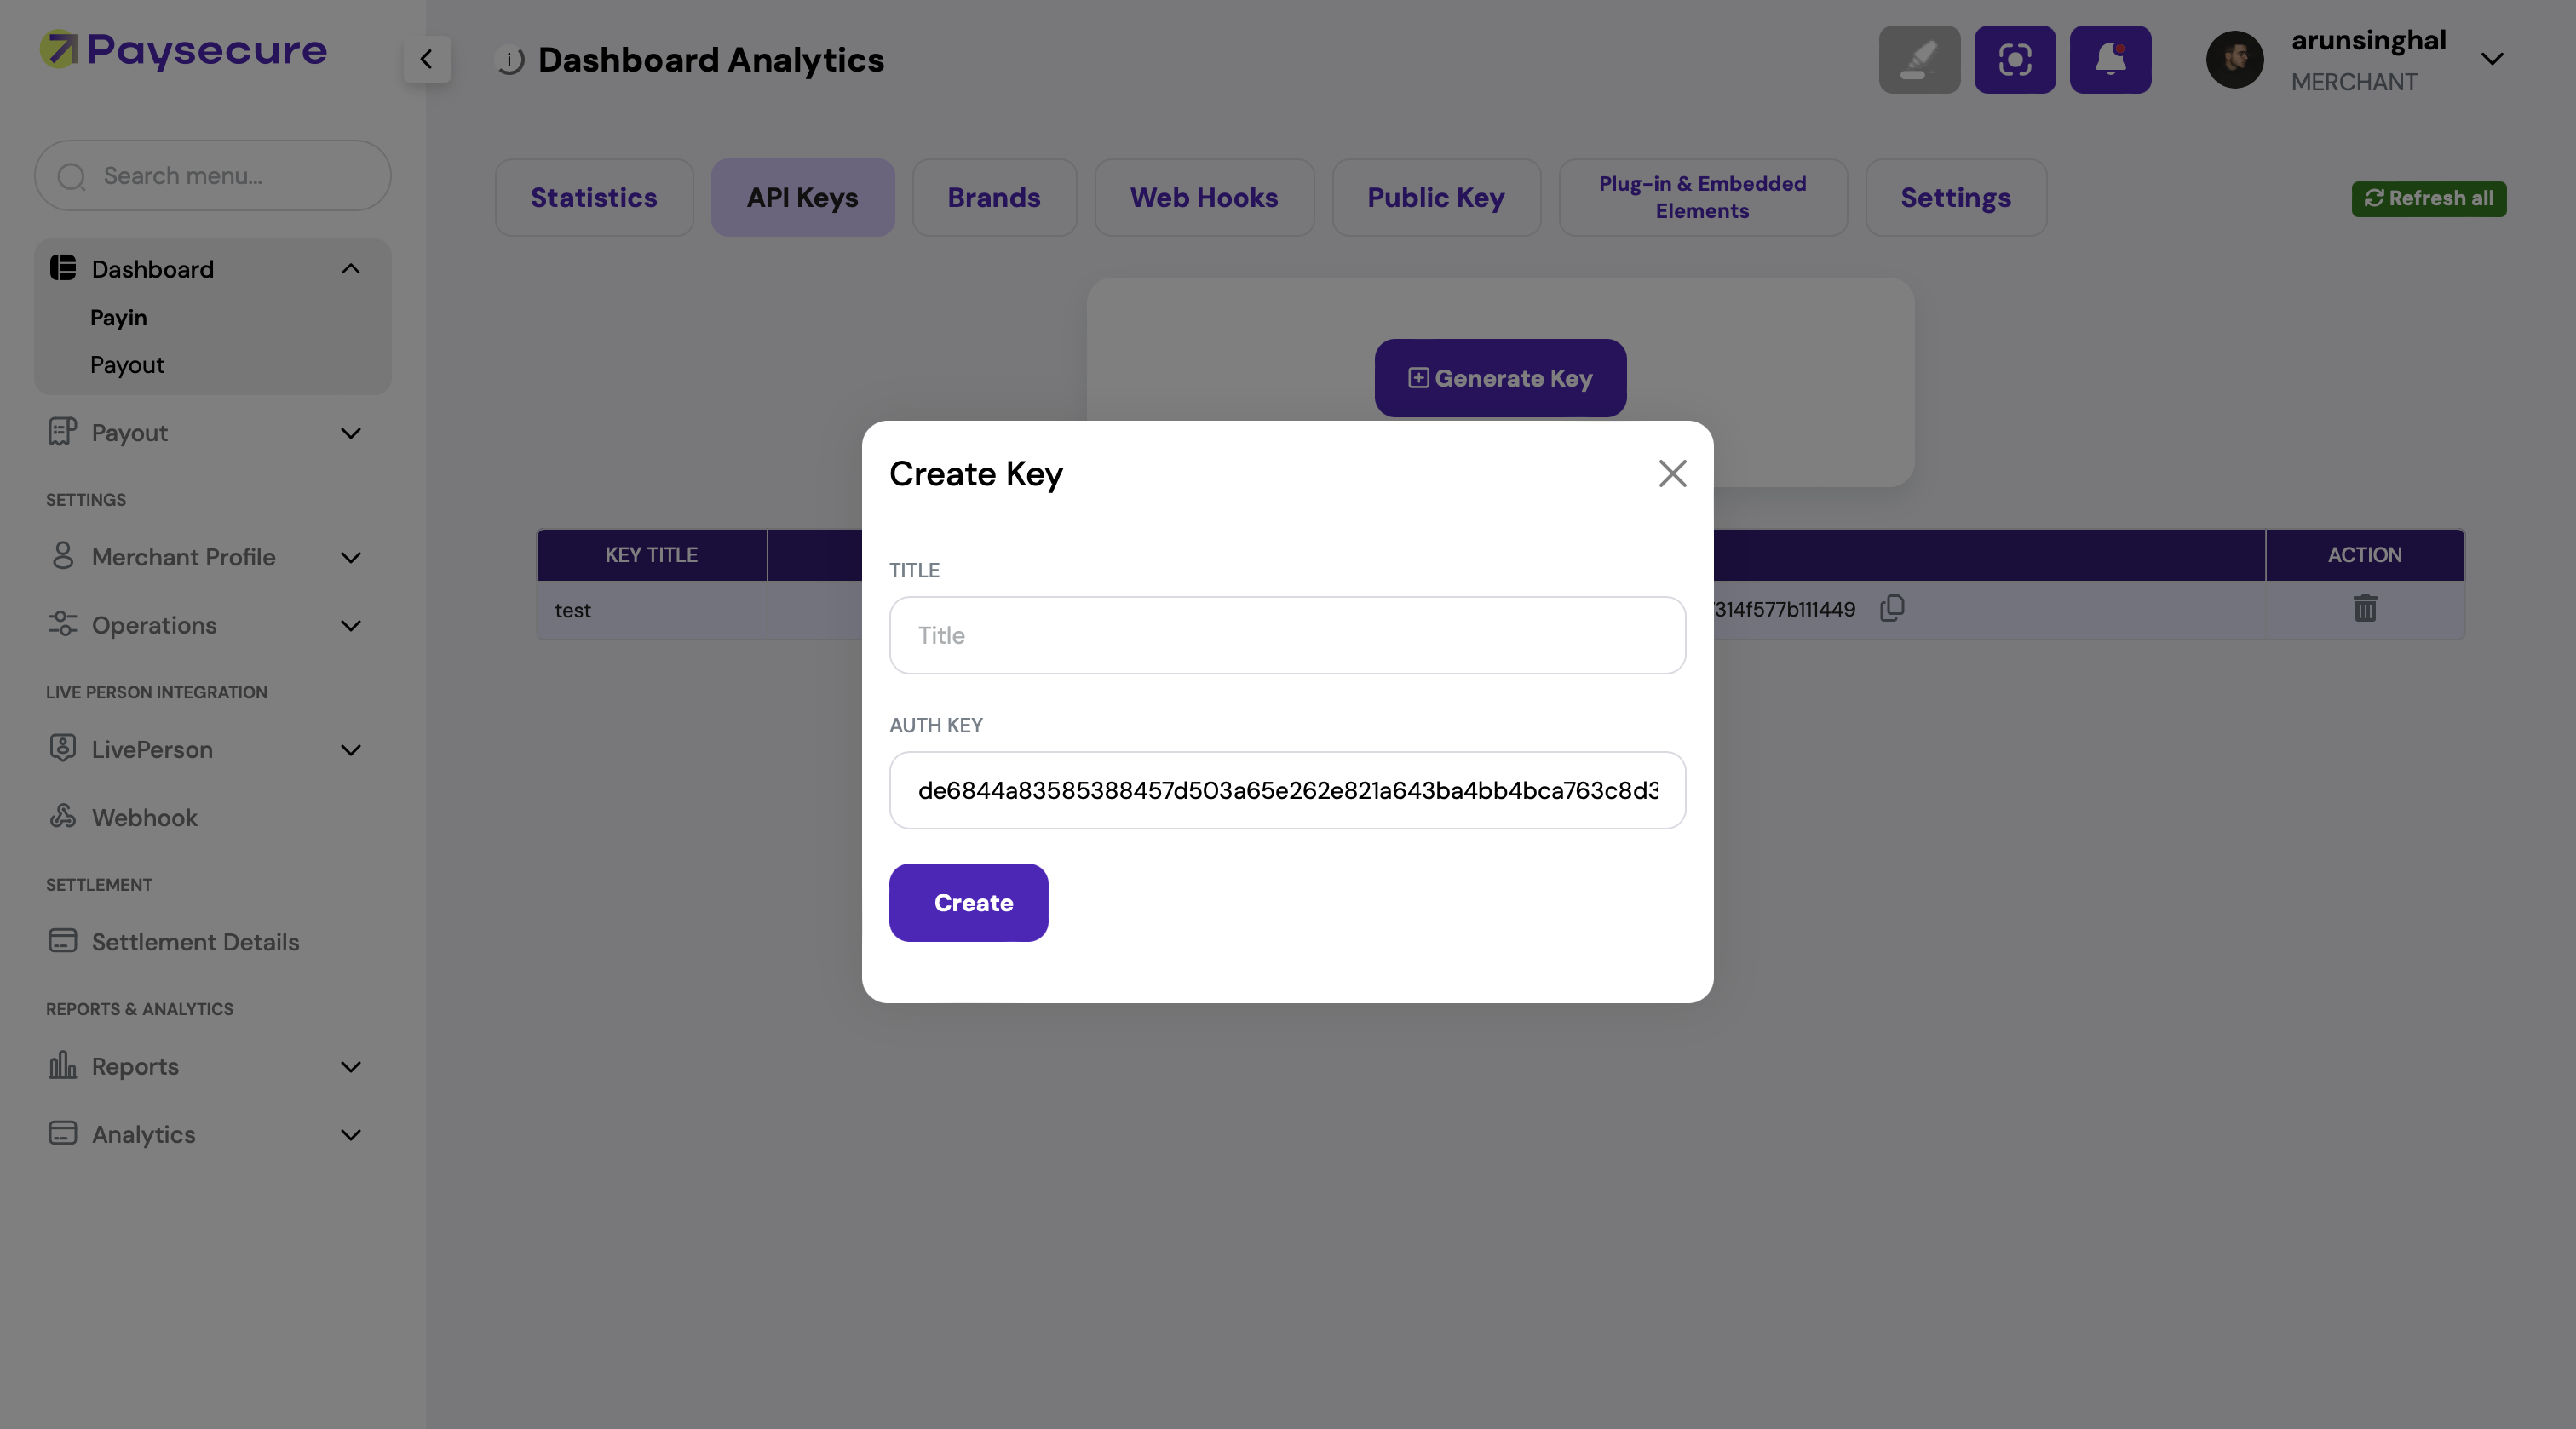 Paysecure
Dashboard Analytics
arunsinghal
MERCHANT
Search menu...
Statistics
API Keys
Brands
Web Hooks
Public Key
Plug-in & Embedded
Elements
Settings
Refresh all
Dashboard
Payin
Payout
Payout
SETTINGS
Merchant Profile
Operations
LIVE PERSON INTEGRATION
LivePerson
Webhook
SETTLEMENT
Settlement Details
REPORTS & ANALYTICS
Reports
Analytics
Generate Key
KEY TITLE
ACTION
test
314f577b111449
Create Key
TITLE
Title
AUTH KEY
de6844a83585388457d503a65e262e821a643ba4bb4bca763c8d3
Create